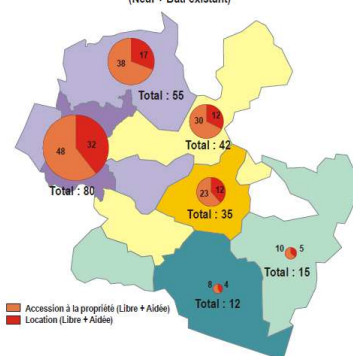 (Neuf + Bâti existant)
38
17
Total : 55
30
12
Total : 42
48
32
Total : 80
23
12
Total : 35
10
5
Total : 15
8
4
Total : 12
Accession à la propriété (Libre + Aidée)
Location (Libre + Aidée)